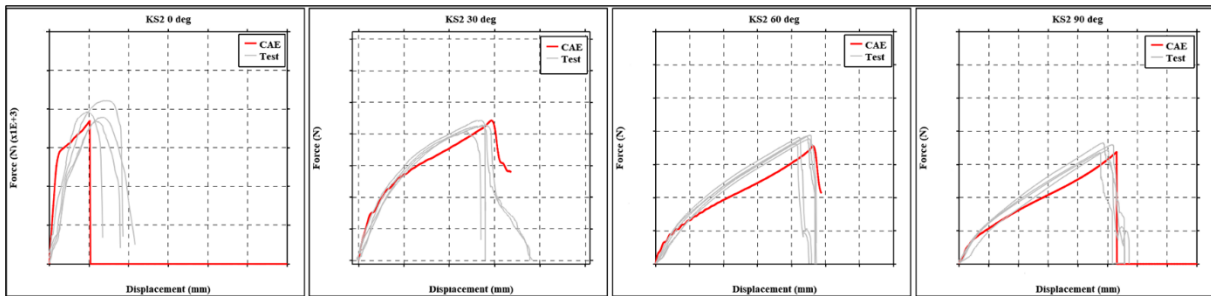 KS2 0 deg
CAE
Test
Force (N) (x1E+3)
Displacement (mm)
KS2 30 deg
CAE
Test
Force (N)
Displacement (mm)
KS2 60 deg
CAE
Test
Force (N)
Displacement (mm)
KS2 90 deg
CAE
Test
Force (N)
Displacement (mm)